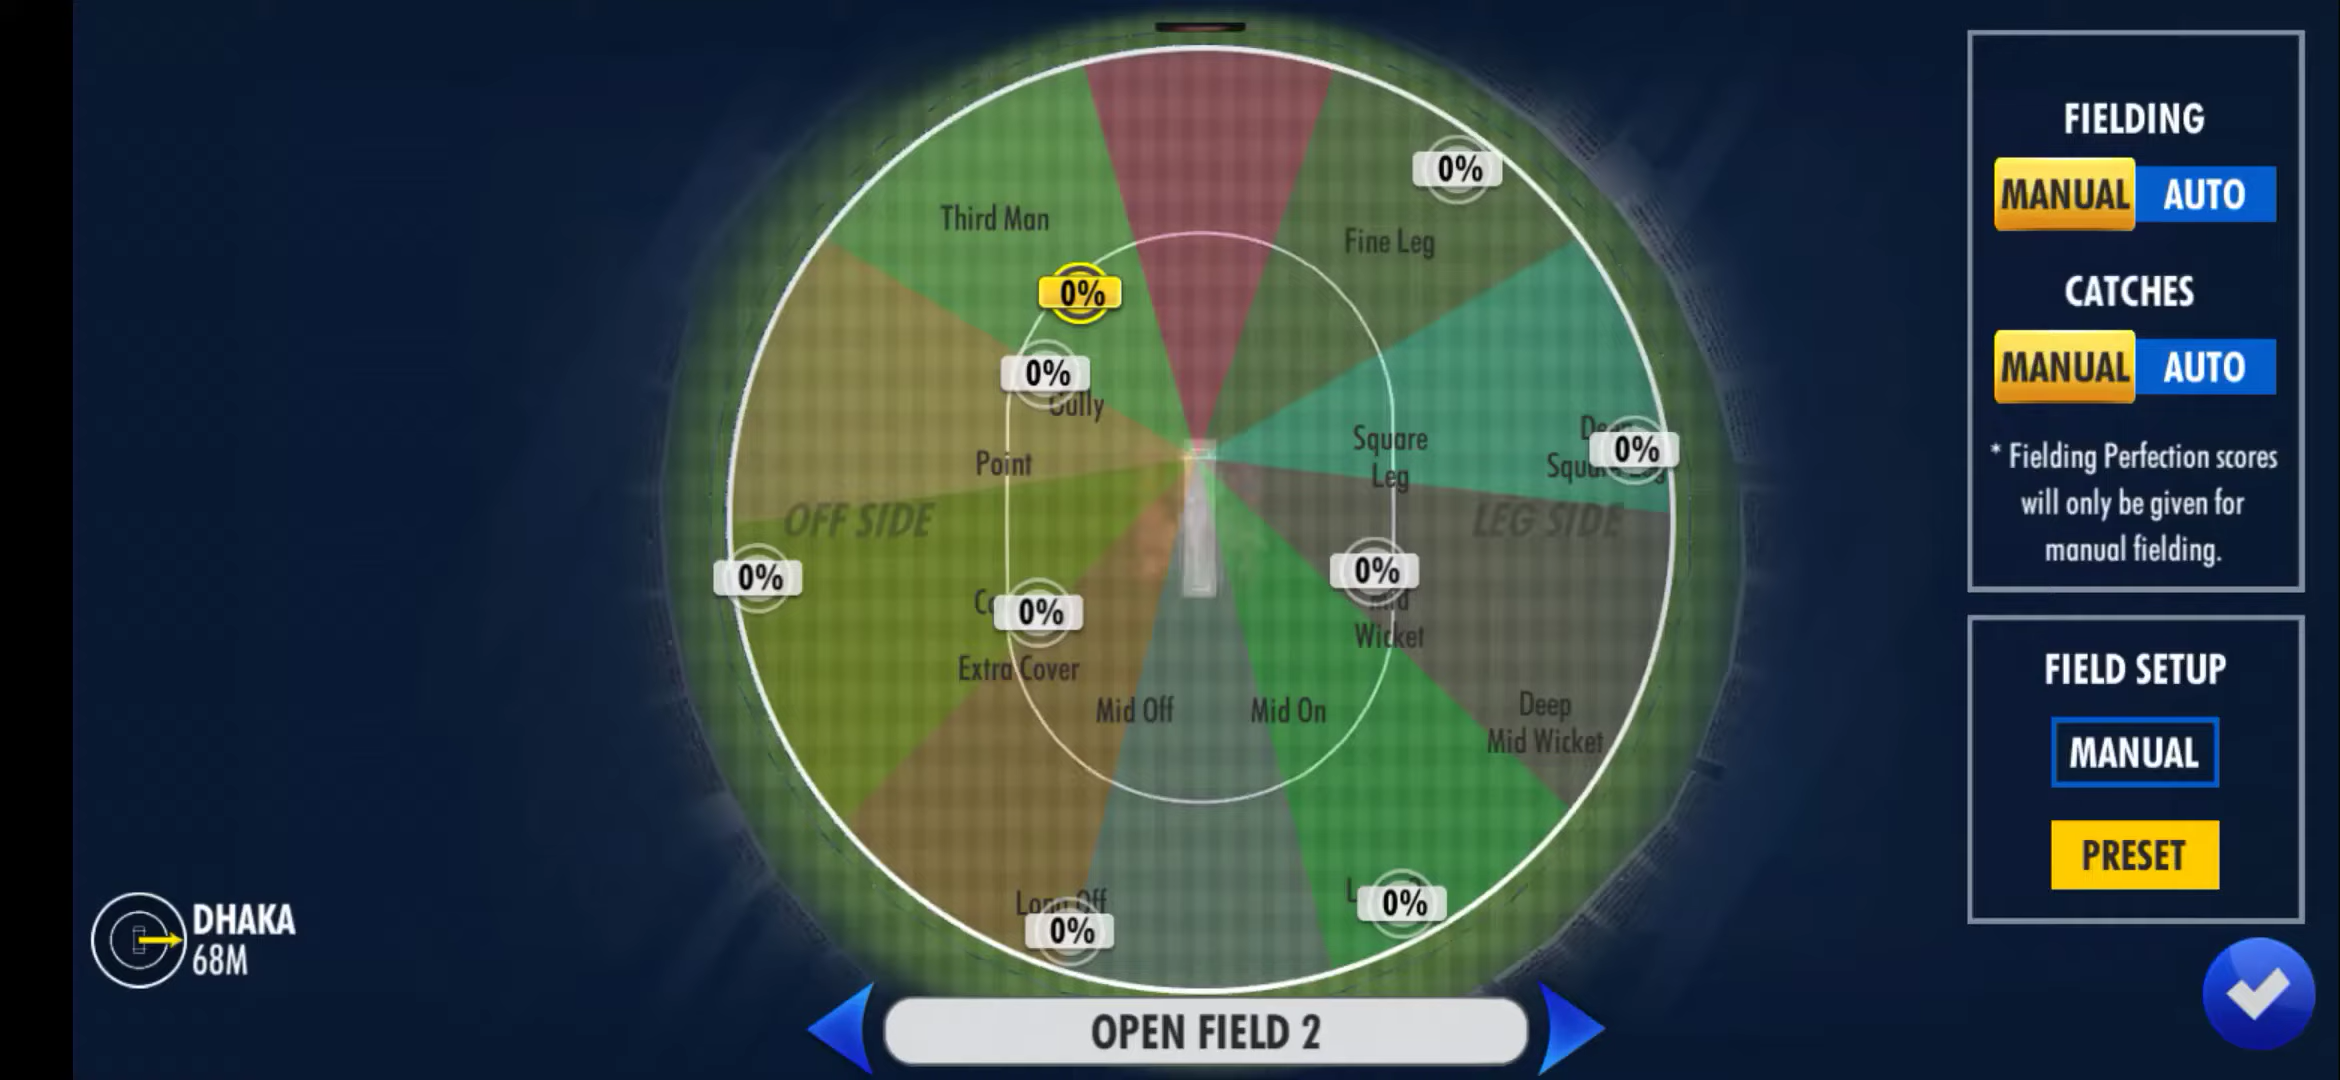 Third Man
0%
Fine Leg
0%
0%
Gully
Point
Square
Leg
0%
OFF SIDE
LEG SIDE
0%
0%
0%
Wicket
Extra Cover
Mid Off
Mid On
Deep
Mid Wicket
0%
0%
OPEN FIELD 2
DHAKA
68M
FIELDING
MANUAL AUTO
CATCHES
MANUAL AUTO
* Fielding Perfection scores
will only be given for
manual fielding.
FIELD SETUP
MANUAL
PRESET